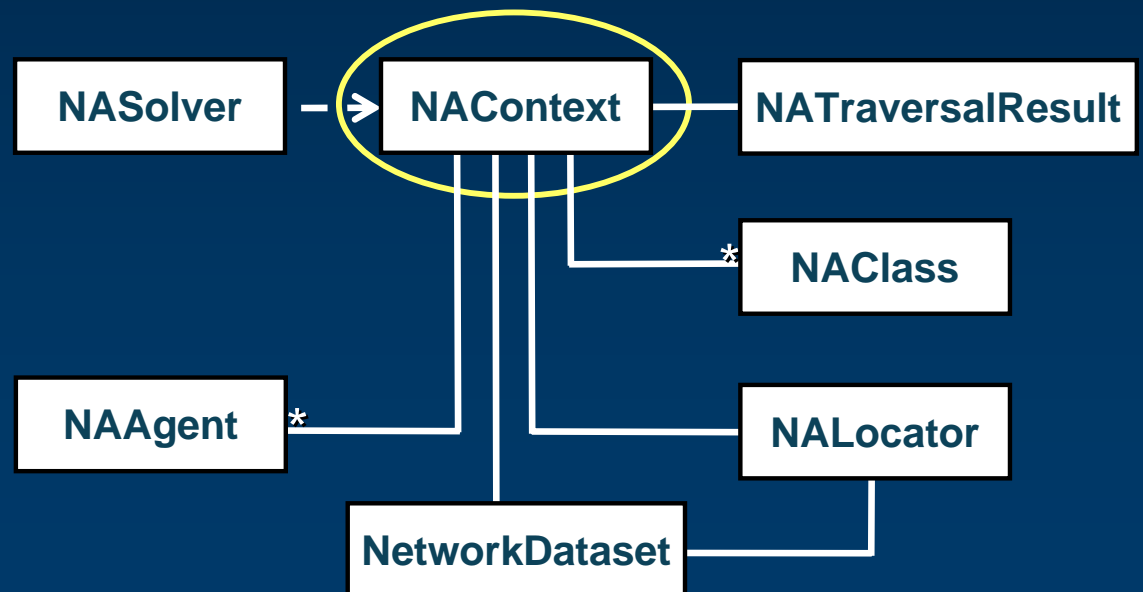 NASolver
NAContext
NATraversalResult
* NAClass
NAAgent *
NALocator
NetworkDataset